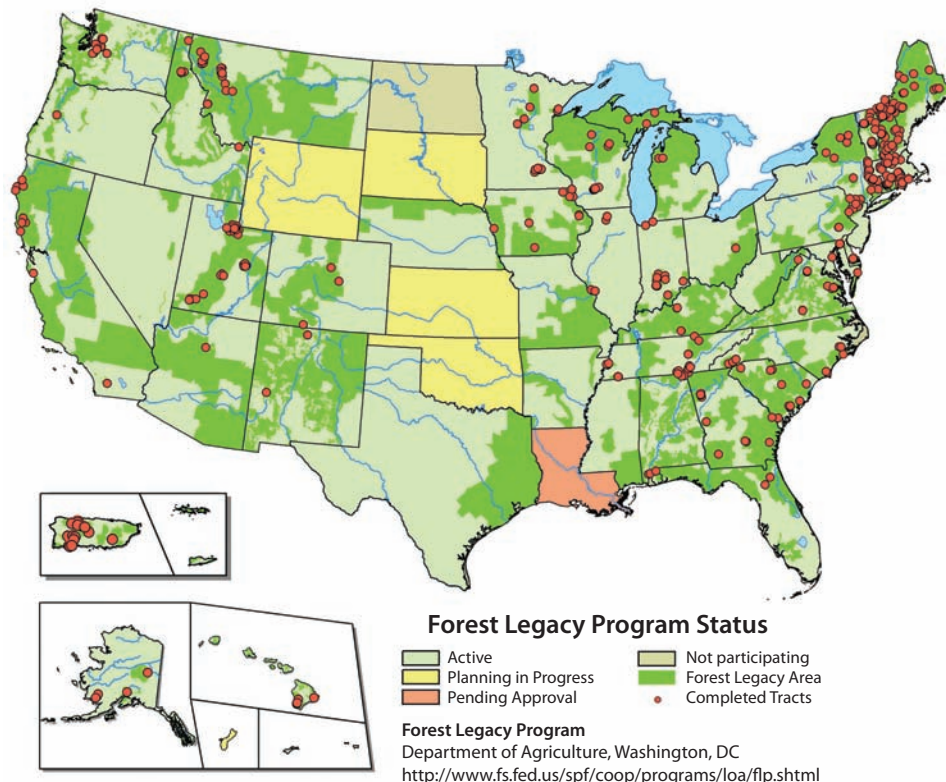 Forest Legacy Program Status
Active
Planning in Progress
Pending Approval
Not participating
Forest Legacy Area
Completed Tracts
Forest Legacy Program
Department of Agriculture, Washington, DC
http://www.fs.fed.us/spf/coop/programs/loa/flp.shtml